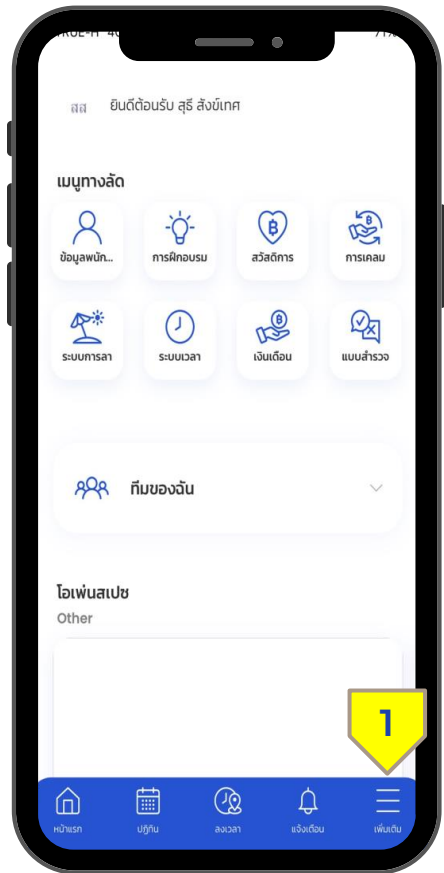 สส ยินดีต้อนรับ สุธี สังข์เทศ
เมนูทางลัด
ข้อมูลพนัก... การฝึกอบรม สวัสดิการ การเคลม
ระบบการลา ระบบเวลา เงินเดือน แบบสำรวจ
ทีมของฉัน
โอเพ่นสเปซ
Other
1
หน้าแรก ปฏิทิน ลงเวลา แจ้งเตือน เพิ่มเติม